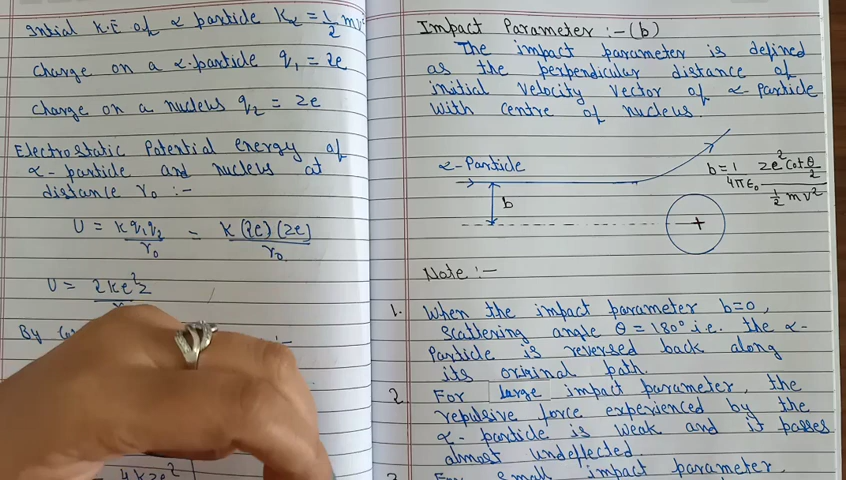 Intial K.E of α particle Kα = 1/2 mv²
Charge on a α-particle q₁ = 2e
Charge on a nucleus q₂ = Ze
Electrostatic Potential energy of
α-particle and nucleus at
distance r₀ :-
U = kq₁q₂/r₀ = K(2e)(Ze)/r₀
U = 2Ke²Z
By
4KZe²
Impact Parameter :- (b)
The impact parameter is defined
as the perpendicular distance of
initial velocity vector of α-particle
with centre of nucleus.
α-Particle
b
+
b = 1/4πε₀ Ze² Cot θ/2 / 1/2 mv²
Note :-
1. When the impact parameter b=0,
scattering angle θ = 180° i.e. the α-
Particle is reversed back along
its original path.
2. For large impact parameter, the
repulsive force experienced by the
α-particle is weak and it passes
almost undeflected.
3. For small impact parameter,